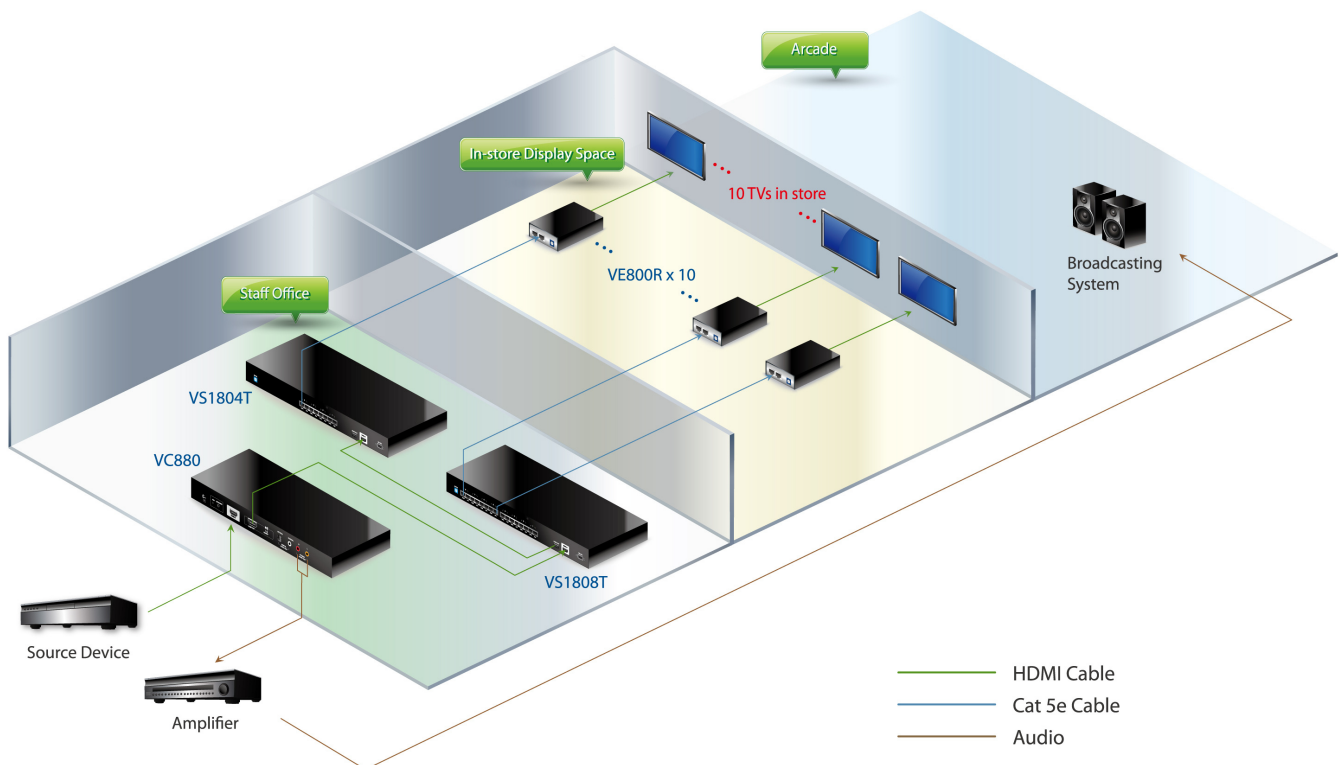 Arcade
In-store Display Space
10 TVs in store
VE800R x 10
Broadcasting
System
Staff Office
VS1804T
VC880
VS1808T
Source Device
Amplifier
HDMI Cable
Cat 5e Cable
Audio